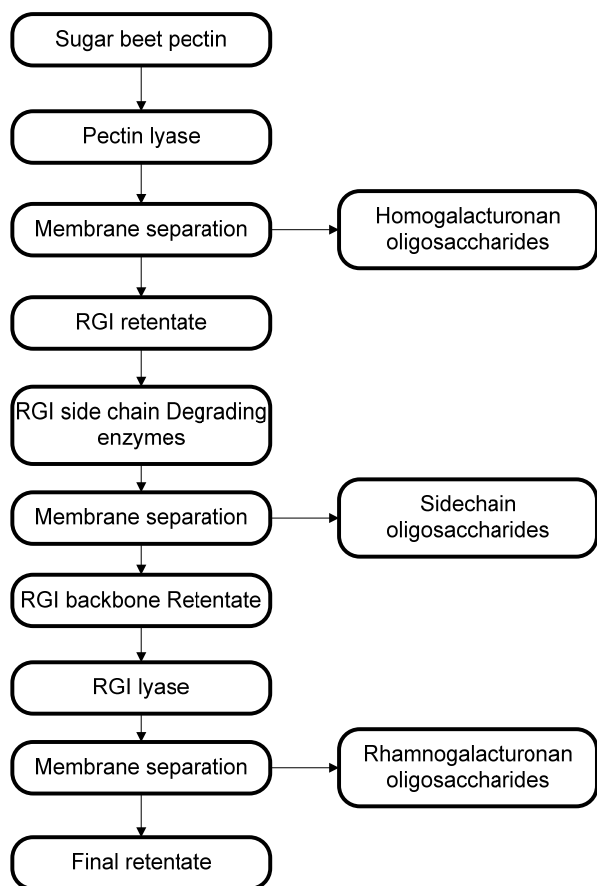 Sugar beet pectin
Pectin lyase
Membrane separation
Homogalacturonan
oligosaccharides
RGI retentate
RGI side chain Degrading
enzymes
Membrane separation
Sidechain
oligosaccharides
RGI backbone Retentate
RGI lyase
Membrane separation
Rhamnogalacturonan
oligosaccharides
Final retentate